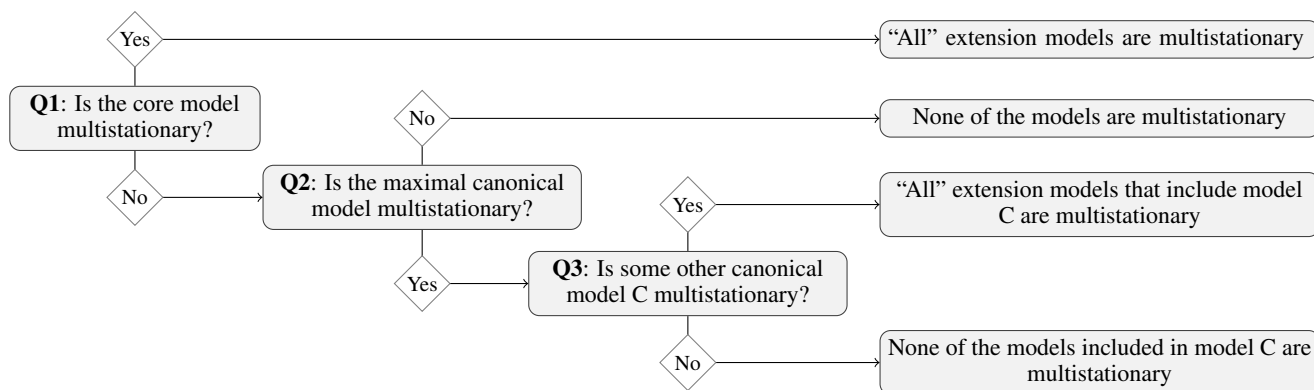 Yes
“All” extension models are multistationary
Q1: Is the core model
multistationary?
No
None of the models are multistationary
No
Q2: Is the maximal canonical
model multistationary?
Yes
“All” extension models that include model
C are multistationary
Yes
Q3: Is some other canonical
model C multistationary?
No
None of the models included in model C are
multistationary